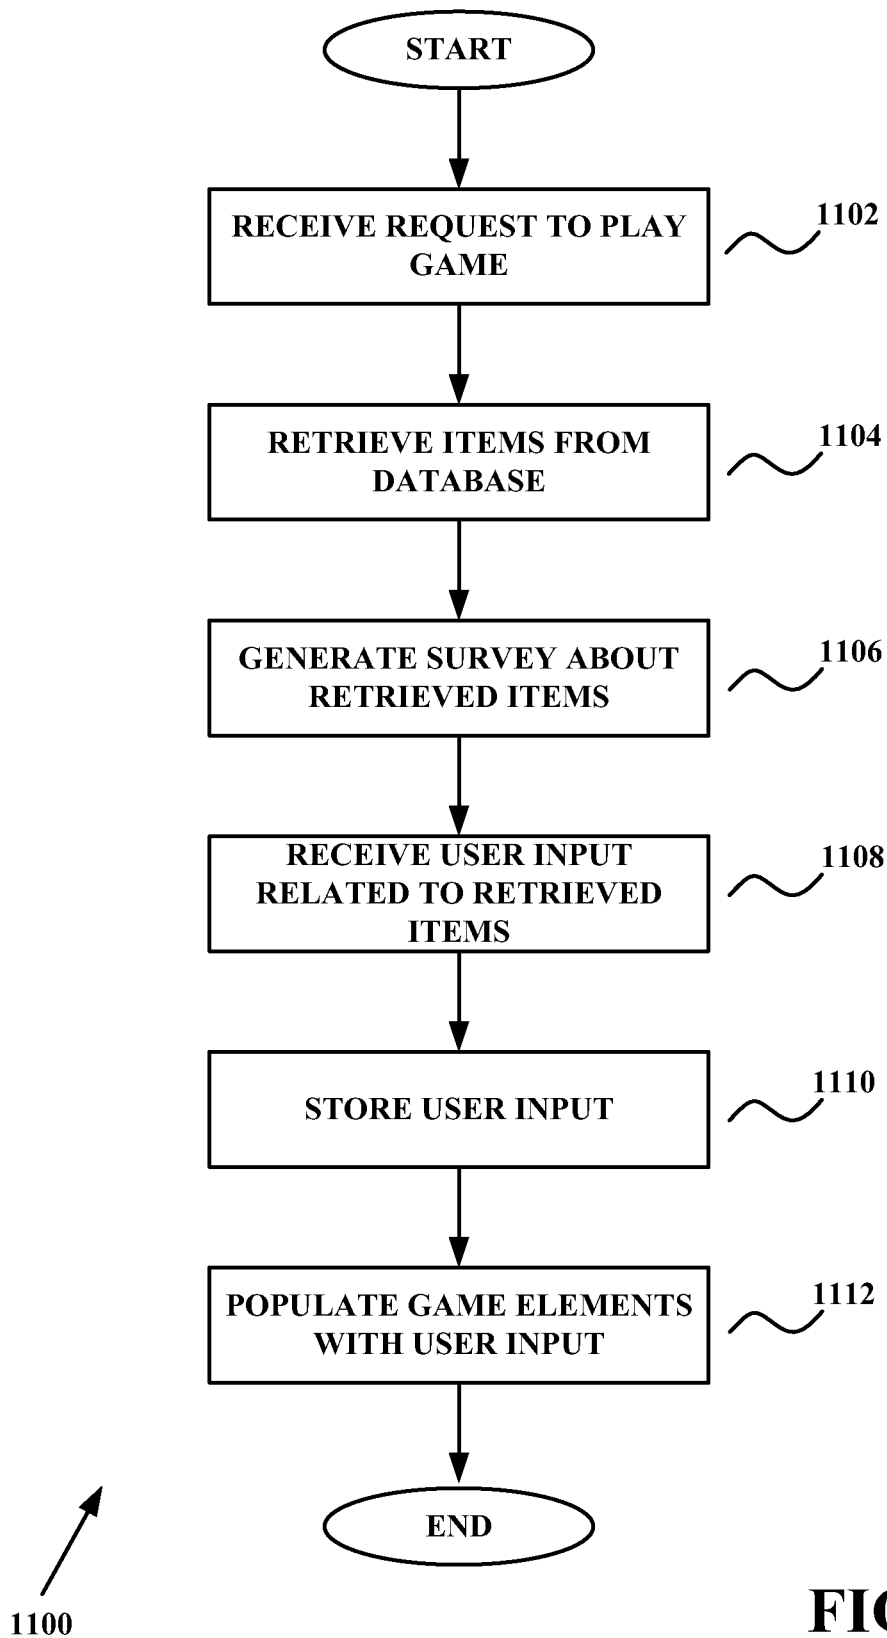 START
RECEIVE REQUEST TO PLAY
GAME
1102
RETRIEVE ITEMS FROM
DATABASE
1104
GENERATE SURVEY ABOUT
RETRIEVED ITEMS
1106
RECEIVE USER INPUT
RELATED TO RETRIEVED
ITEMS
1108
STORE USER INPUT
1110
POPULATE GAME ELEMENTS
WITH USER INPUT
1112
END
1100